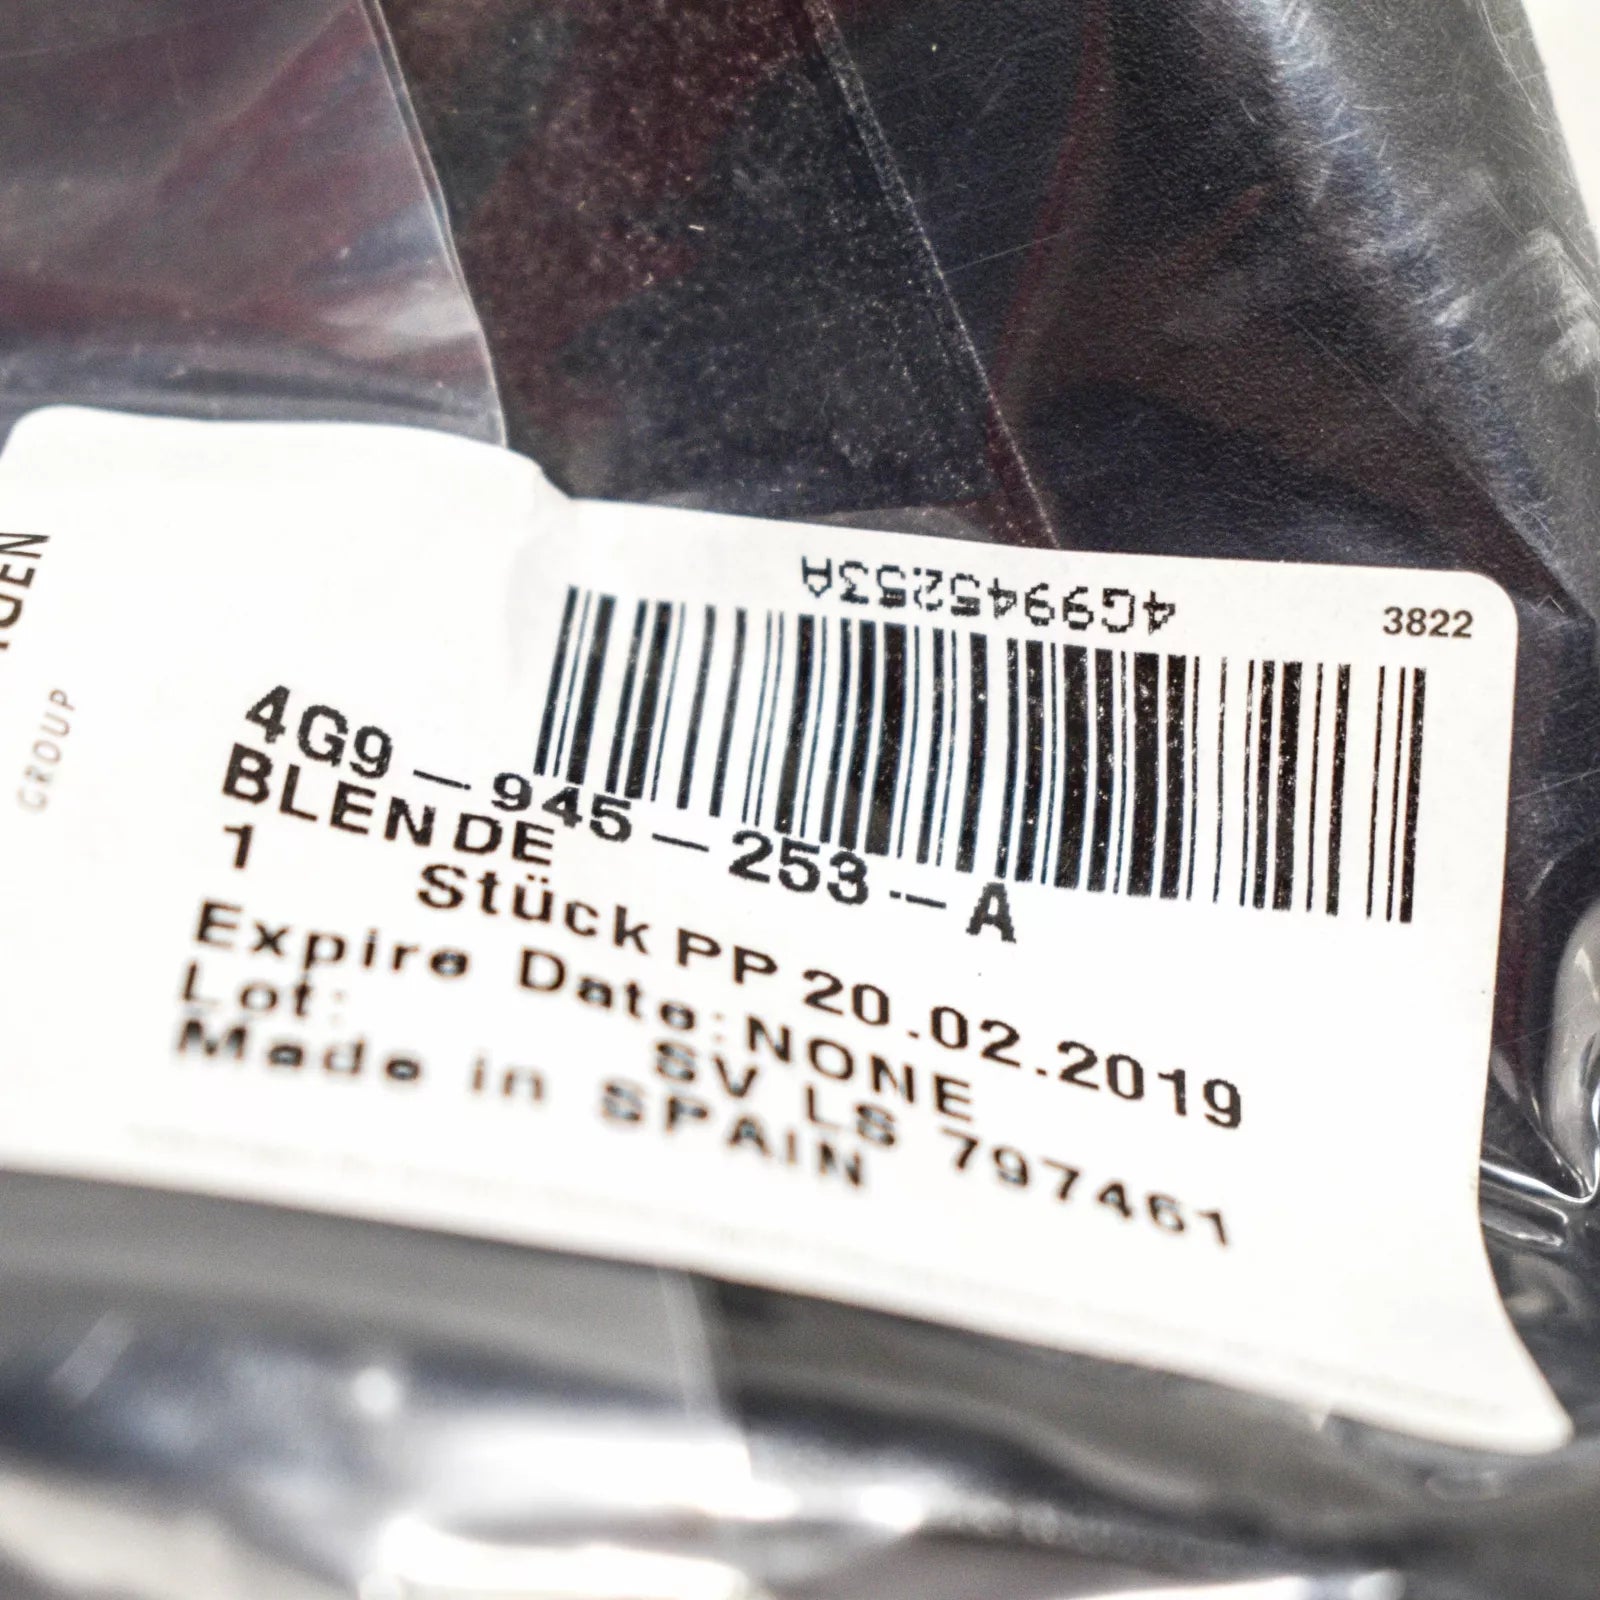 4G9945253A
3822
4G9-945-253-A
BLENDE
1 Stück PP 20.02.2019
Expire Date:NONE
Lot: SV LS 797461
Made in SPAIN
GROUP